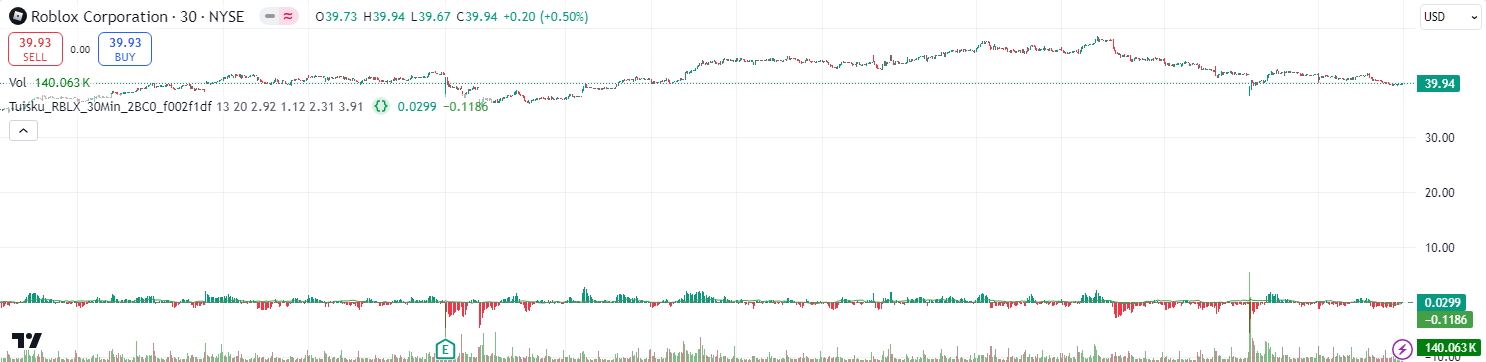 Roblox Corporation · 30 · NYSE O39.73 H39.94 L39.67 C39.94 +0.20 (+0.50%)
USD
39.93 0.00 39.93
SELL BUY
Vol 140.063 K
39.94
Tuisku_RBLX_30Min_2BC0_f002f1df 13 20 2.92 1.12 2.31 3.91 {} 0.0299 −0.1186
30.00
20.00
10.00
0.0299
−0.1186
E
140.063 K
−10.00